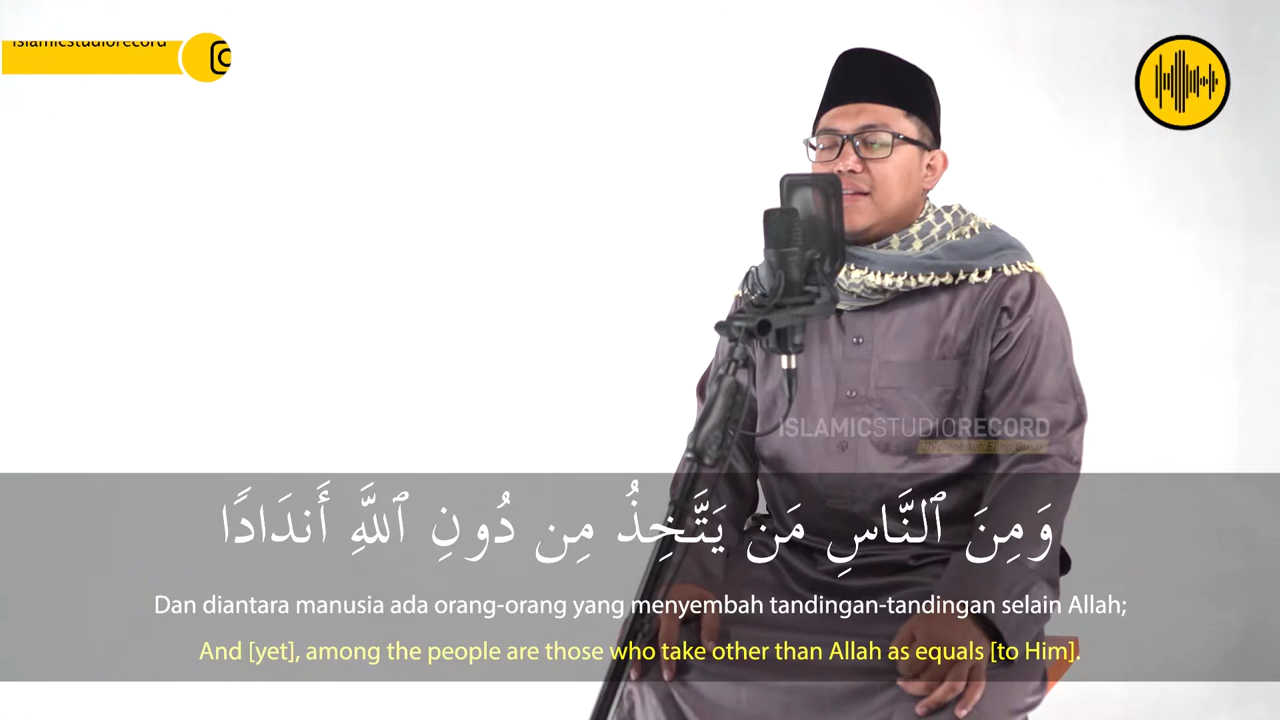 islamicstudiorecord
ISLAMICSTUDIORECORD
وَمِنَ ٱلنَّاسِ مَن يَتَّخِذُ مِن دُونِ ٱللَّهِ أَندَادًا
Dan diantara manusia ada orang-orang yang menyembah tandingan-tandingan selain Allah;
And [yet], among the people are those who take other than Allah as equals [to Him].